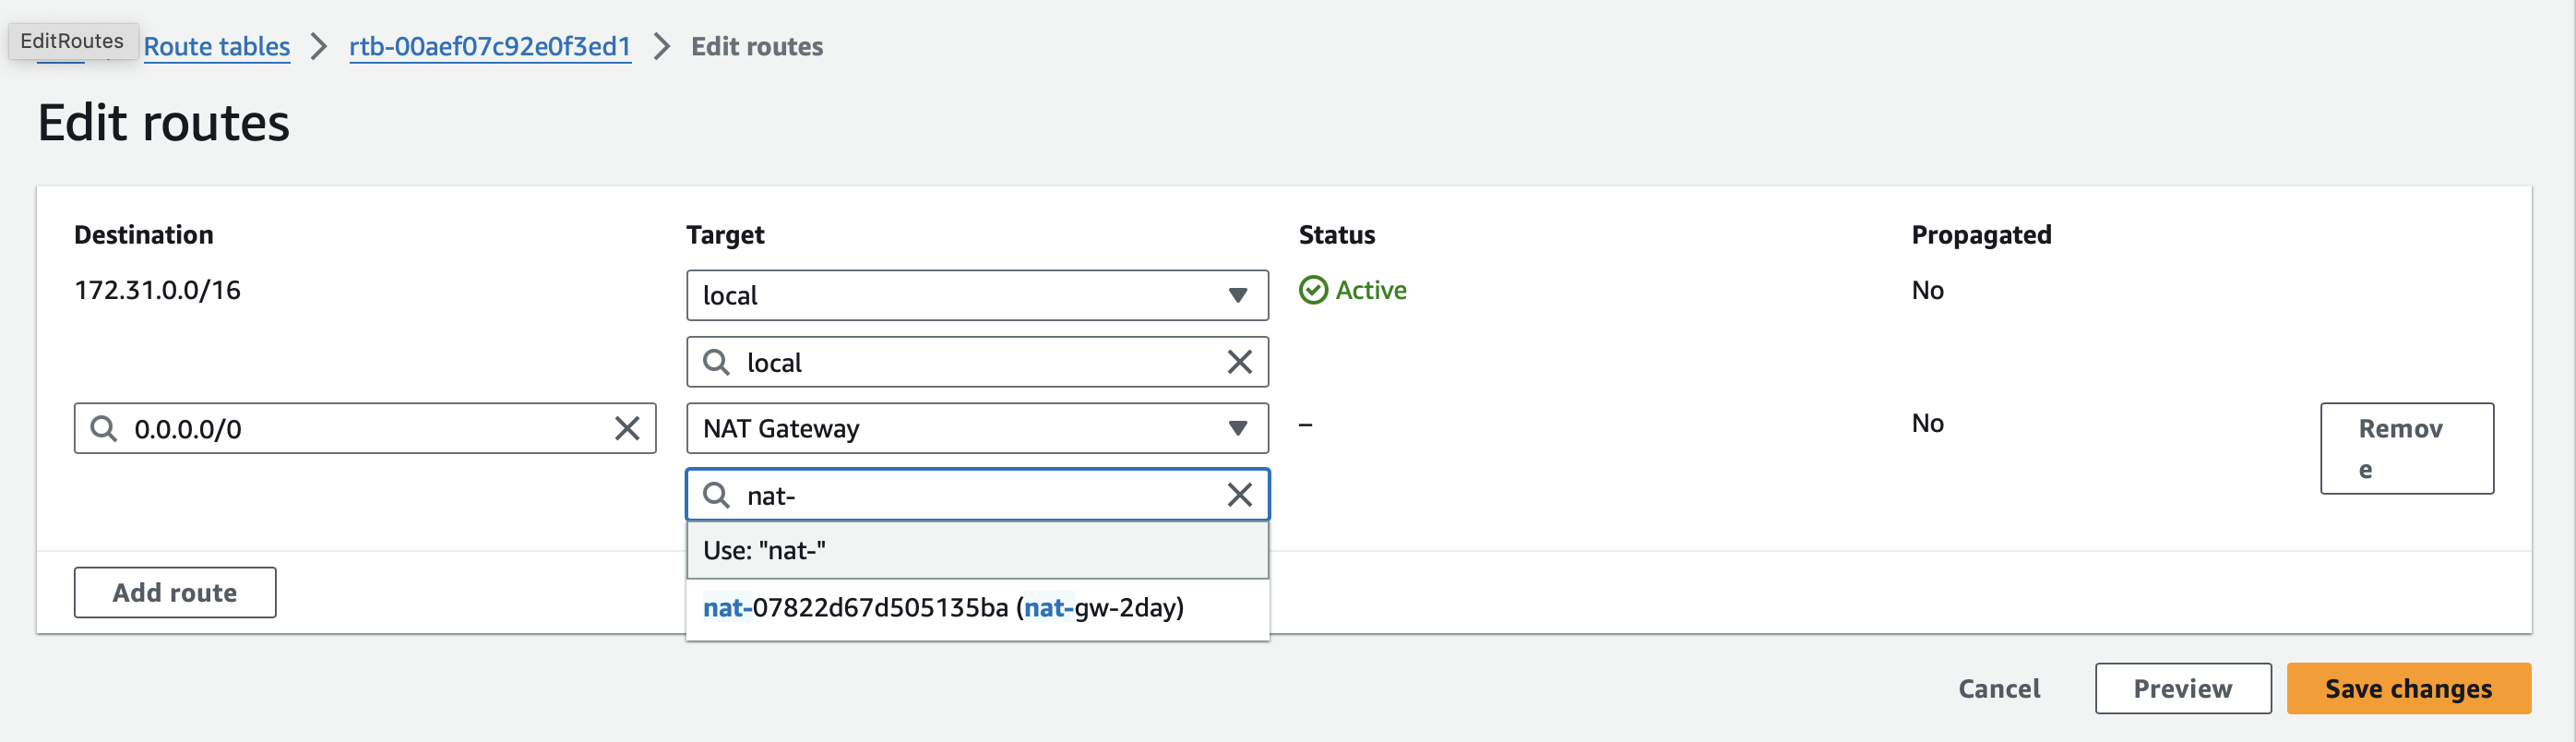 EditRoutes
Route tables > rtb-00aef07c92e0f3ed1 > Edit routes
Edit routes
Destination Target Status Propagated
172.31.0.0/16 local Active No
local
0.0.0.0/0 NAT Gateway – No Remov
e
nat-
Use: "nat-"
nat-07822d67d505135ba (nat-gw-2day)
Add route
Cancel Preview Save changes